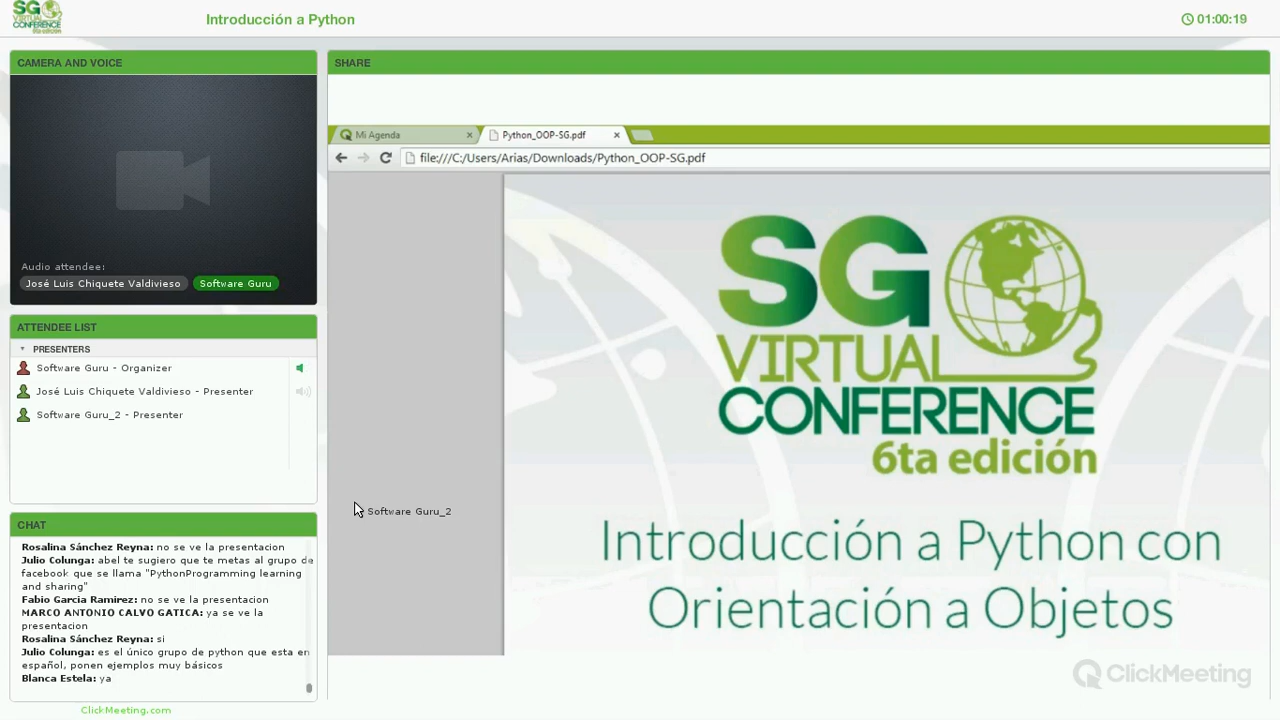 SG
VIRTUAL
CONFERENCE
6ta edición
Introducción a Python
01:00:19
CAMERA AND VOICE
Audio attendee:
José Luis Chiquete Valdivieso
Software Guru
ATTENDEE LIST
PRESENTERS
Software Guru - Organizer
José Luis Chiquete Valdivieso - Presenter
Software Guru_2 - Presenter
CHAT
Rosalina Sánchez Reyna: no se ve la presentacion
Julio Colunga: abel te sugiero que te metas al grupo de
facebook que se llama "PythonProgramming learning
and sharing"
Fabio Garcia Ramirez: no se ve la presentacion
MARCO ANTONIO CALVO GATICA: ya se ve la
presentacion
Rosalina Sánchez Reyna: si
Julio Colunga: es el único grupo de python que esta en
español, ponen ejemplos muy básicos
Blanca Estela: ya
ClickMeeting.com
SHARE
Mi Agenda
Python_OOP-SG.pdf
file:///C:/Users/Arias/Downloads/Python_OOP-SG.pdf
SG
VIRTUAL
CONFERENCE
6ta edición
Software Guru_2
Introducción a Python con
Orientación a Objetos
ClickMeeting